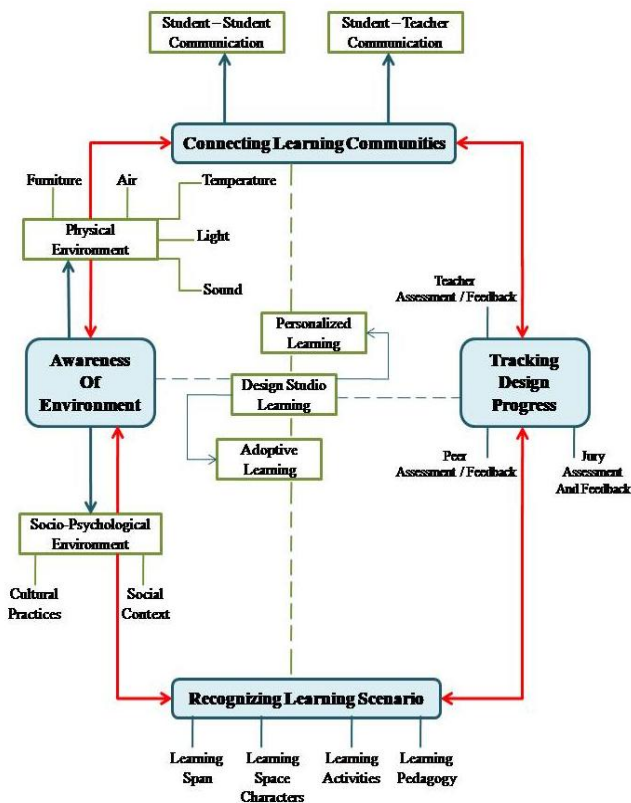 Student – Student
Communication
Student – Teacher
Communication
Connecting Learning Communities
Furniture
Air
Temperature
Physical
Environment
Light
Sound
Teacher
Assessment / Feedback
Personalized
Learning
Awareness
Of
Environment
Design Studio
Learning
Tracking
Design
Progress
Adoptive
Learning
Peer
Assessment / Feedback
Jury
Assessment
And Feedback
Socio-Psychological
Environment
Cultural
Practices
Social
Context
Recognizing Learning Scenario
Learning
Span
Learning
Space
Characters
Learning
Activities
Learning
Pedagogy